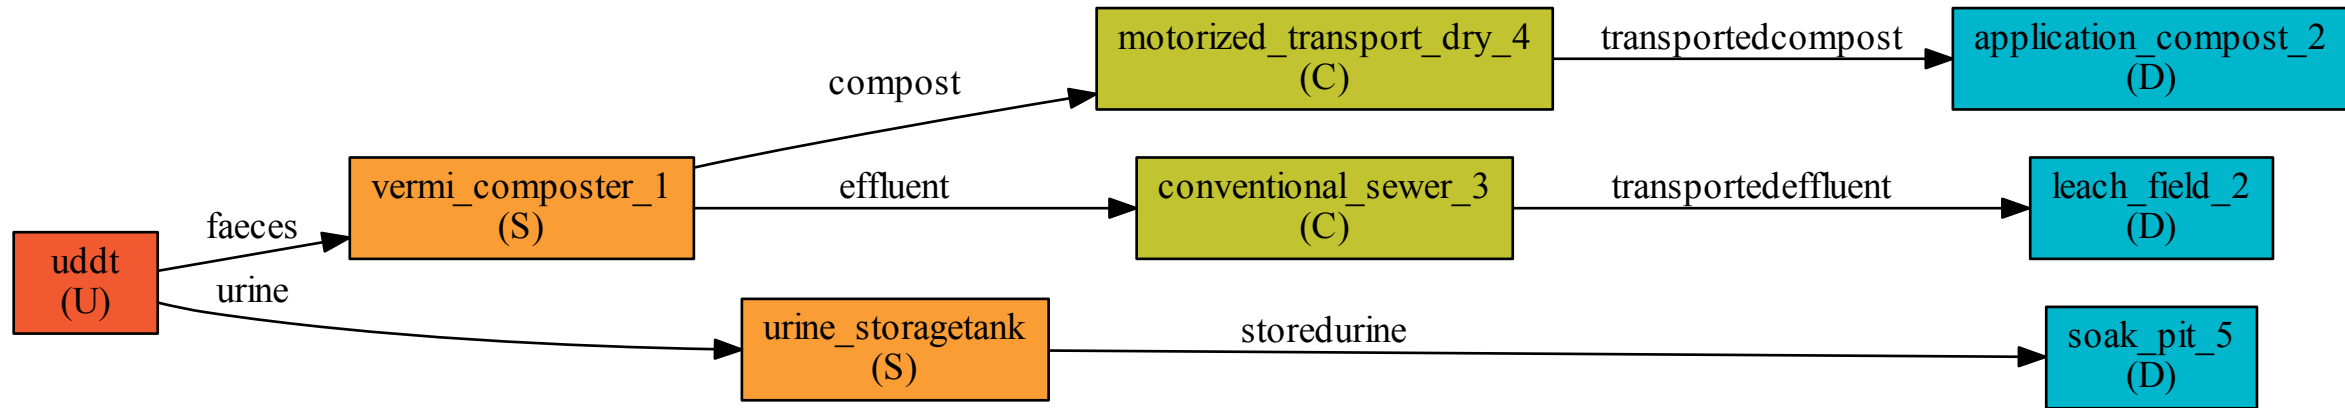 uddt
(U)
faeces
urine
vermi_composter_1
(S)
urine_storagetank
(S)
compost
effluent
storedurine
motorized_transport_dry_4
(C)
conventional_sewer_3
(C)
transportedcompost
transportedeffluent
application_compost_2
(D)
leach_field_2
(D)
soak_pit_5
(D)